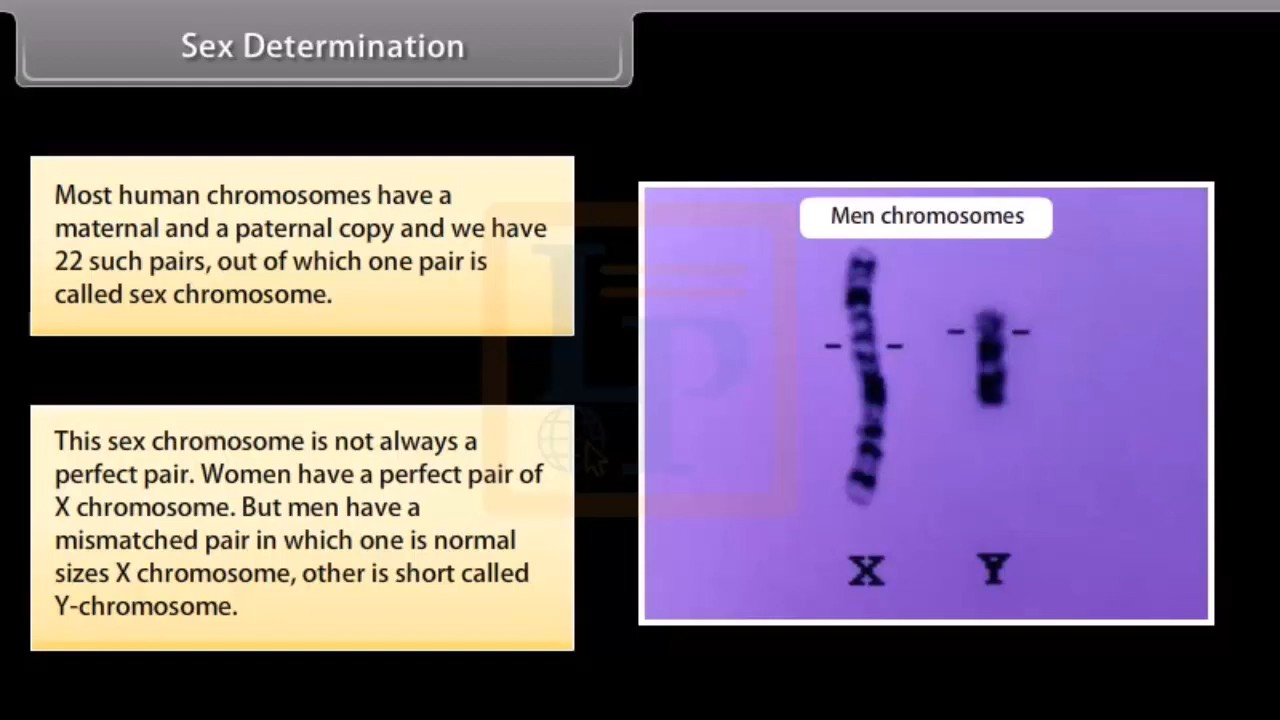 Sex Determination
Most human chromosomes have a
maternal and a paternal copy and we have
22 such pairs, out of which one pair is
called sex chromosome.
This sex chromosome is not always a
perfect pair. Women have a perfect pair of
X chromosome. But men have a
mismatched pair in which one is normal
sizes X chromosome, other is short called
Y-chromosome.
Men chromosomes
X Y
LP